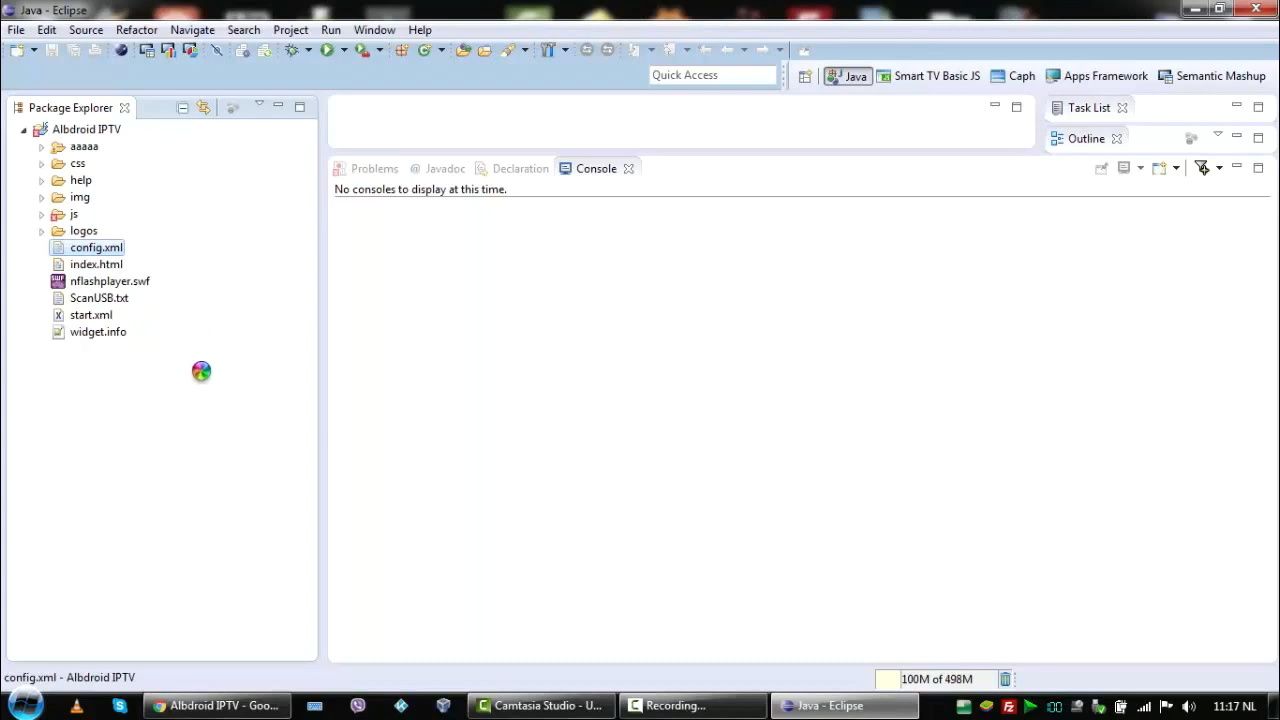 Java - Eclipse
File Edit Source Refactor Navigate Search Project Run Window Help
Quick Access
Java Smart TV Basic JS Caph Apps Framework Semantic Mashup
Package Explorer
Task List
Albdroid IPTV
Outline
aaaaa
css
Problems Javadoc Declaration Console
help
No consoles to display at this time.
img
js
logos
config.xml
index.html
nflashplayer.swf
ScanUSB.txt
start.xml
widget.info
config.xml - Albdroid IPTV
100M of 498M
Albdroid IPTV - Goo...
Camtasia Studio - U...
Recording...
Java - Eclipse
11:17 NL